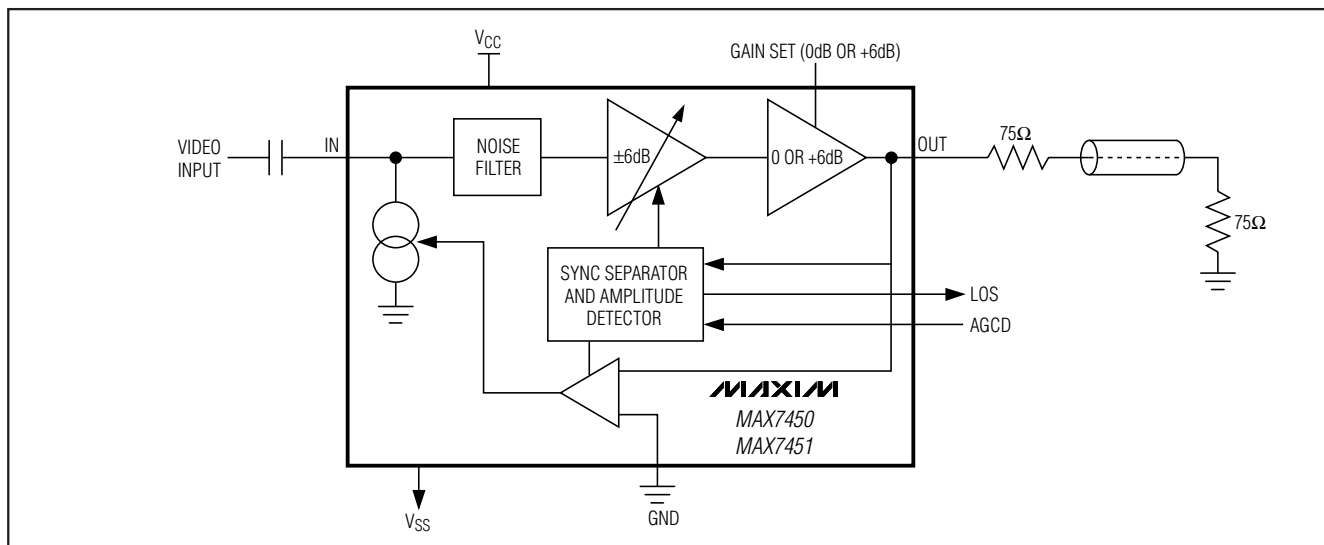 VCC
GAIN SET (0dB OR +6dB)
VIDEO
INPUT
IN
NOISE
FILTER
±6dB
0 OR +6dB
OUT
75Ω
75Ω
SYNC SEPARATOR
AND AMPLITUDE
DETECTOR
LOS
AGCD
MAXIM
MAX7450
MAX7451
VSS
GND